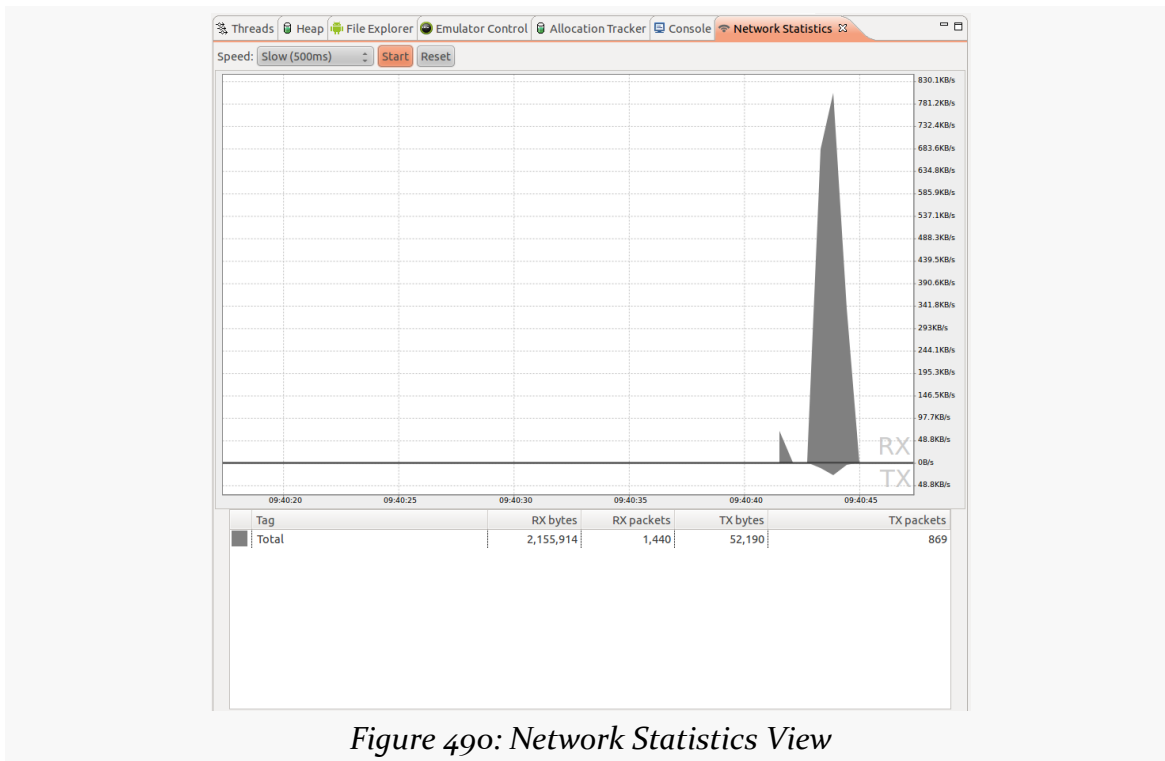 Threads Heap File Explorer Emulator Control Allocation Tracker Console Network Statistics
Speed: Slow (500ms) Start Reset
830.1KB/s
781.2KB/s
732.4KB/s
683.6KB/s
634.8KB/s
585.9KB/s
537.1KB/s
488.3KB/s
439.5KB/s
390.6KB/s
341.8KB/s
293KB/s
244.1KB/s
195.3KB/s
146.5KB/s
97.7KB/s
48.8KB/s
RX
0B/s
TX
48.8KB/s
09:40:20 09:40:25 09:40:30 09:40:35 09:40:40 09:40:45
Tag RX bytes RX packets TX bytes TX packets
Total 2,155,914 1,440 52,190 869
Figure 490: Network Statistics View